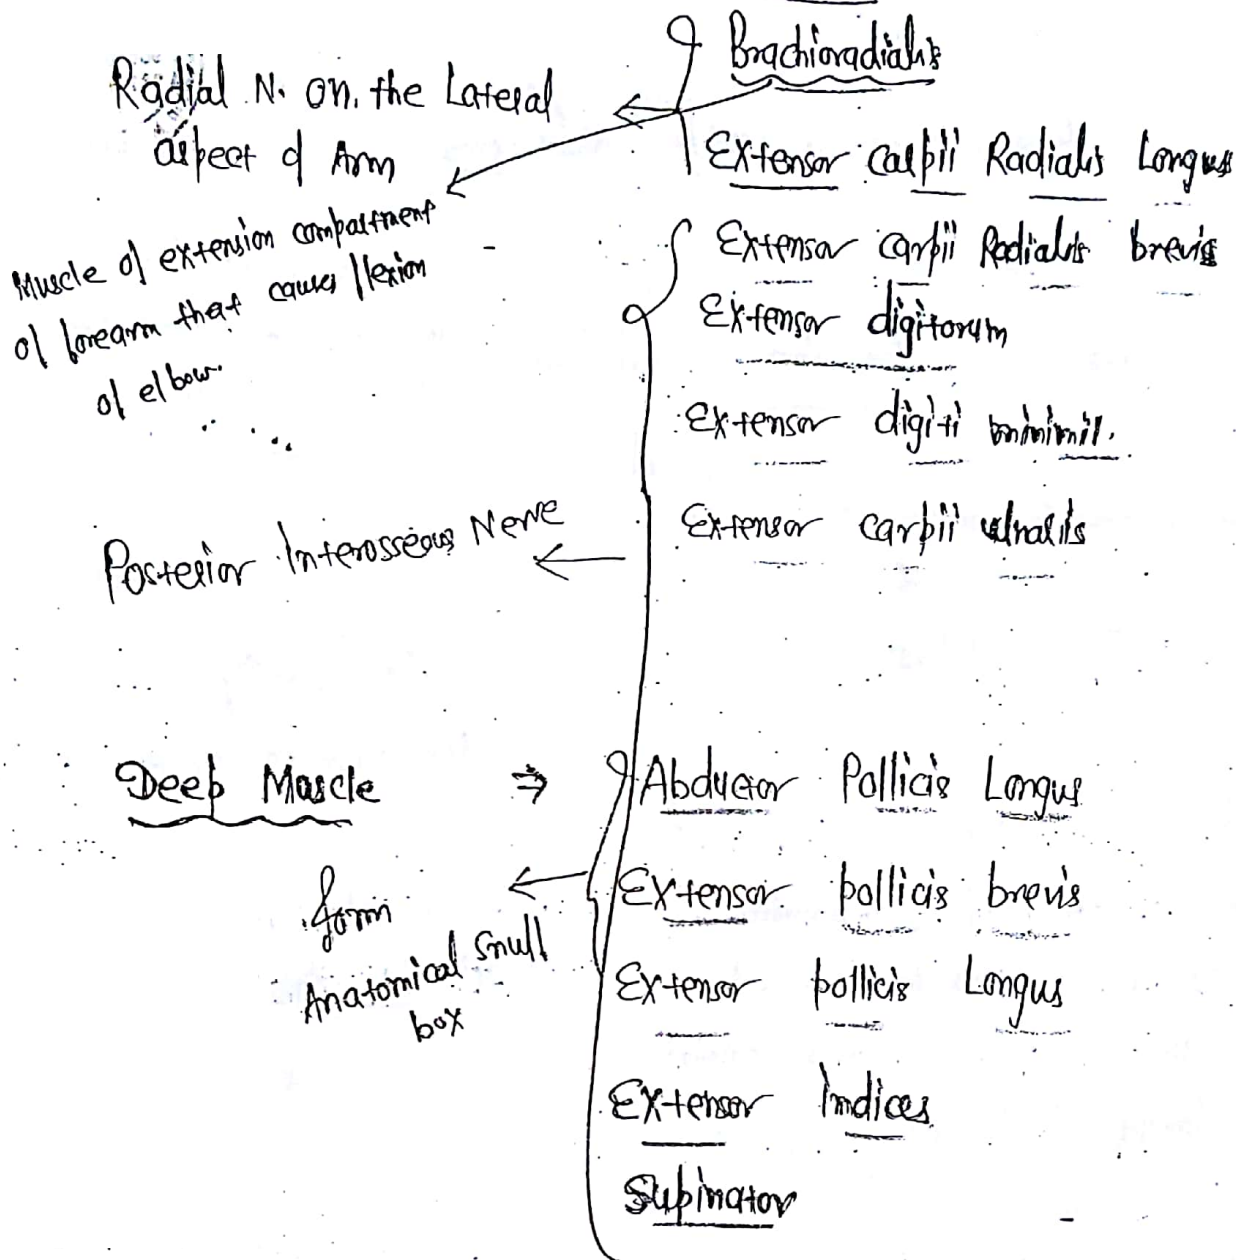 Brachioradialis
Radial N. on the Lateral
aspect of Arm
Extensor carpii Radialis Longus
Muscle of extension compartment
of forearm that causes flexion
of elbow.
Extensor carpii Radialis brevis
Extensor digitorum
Extensor digiti minimii.
Extensor carpii ulnaris
Posterior Interosseous Nerve
Deep Muscle ⇒ Abductor Pollicis Longus
Extensor pollicis brevis
form
Anatomical snuff
box
Extensor pollicis Longus
Extensor indices
Supinator